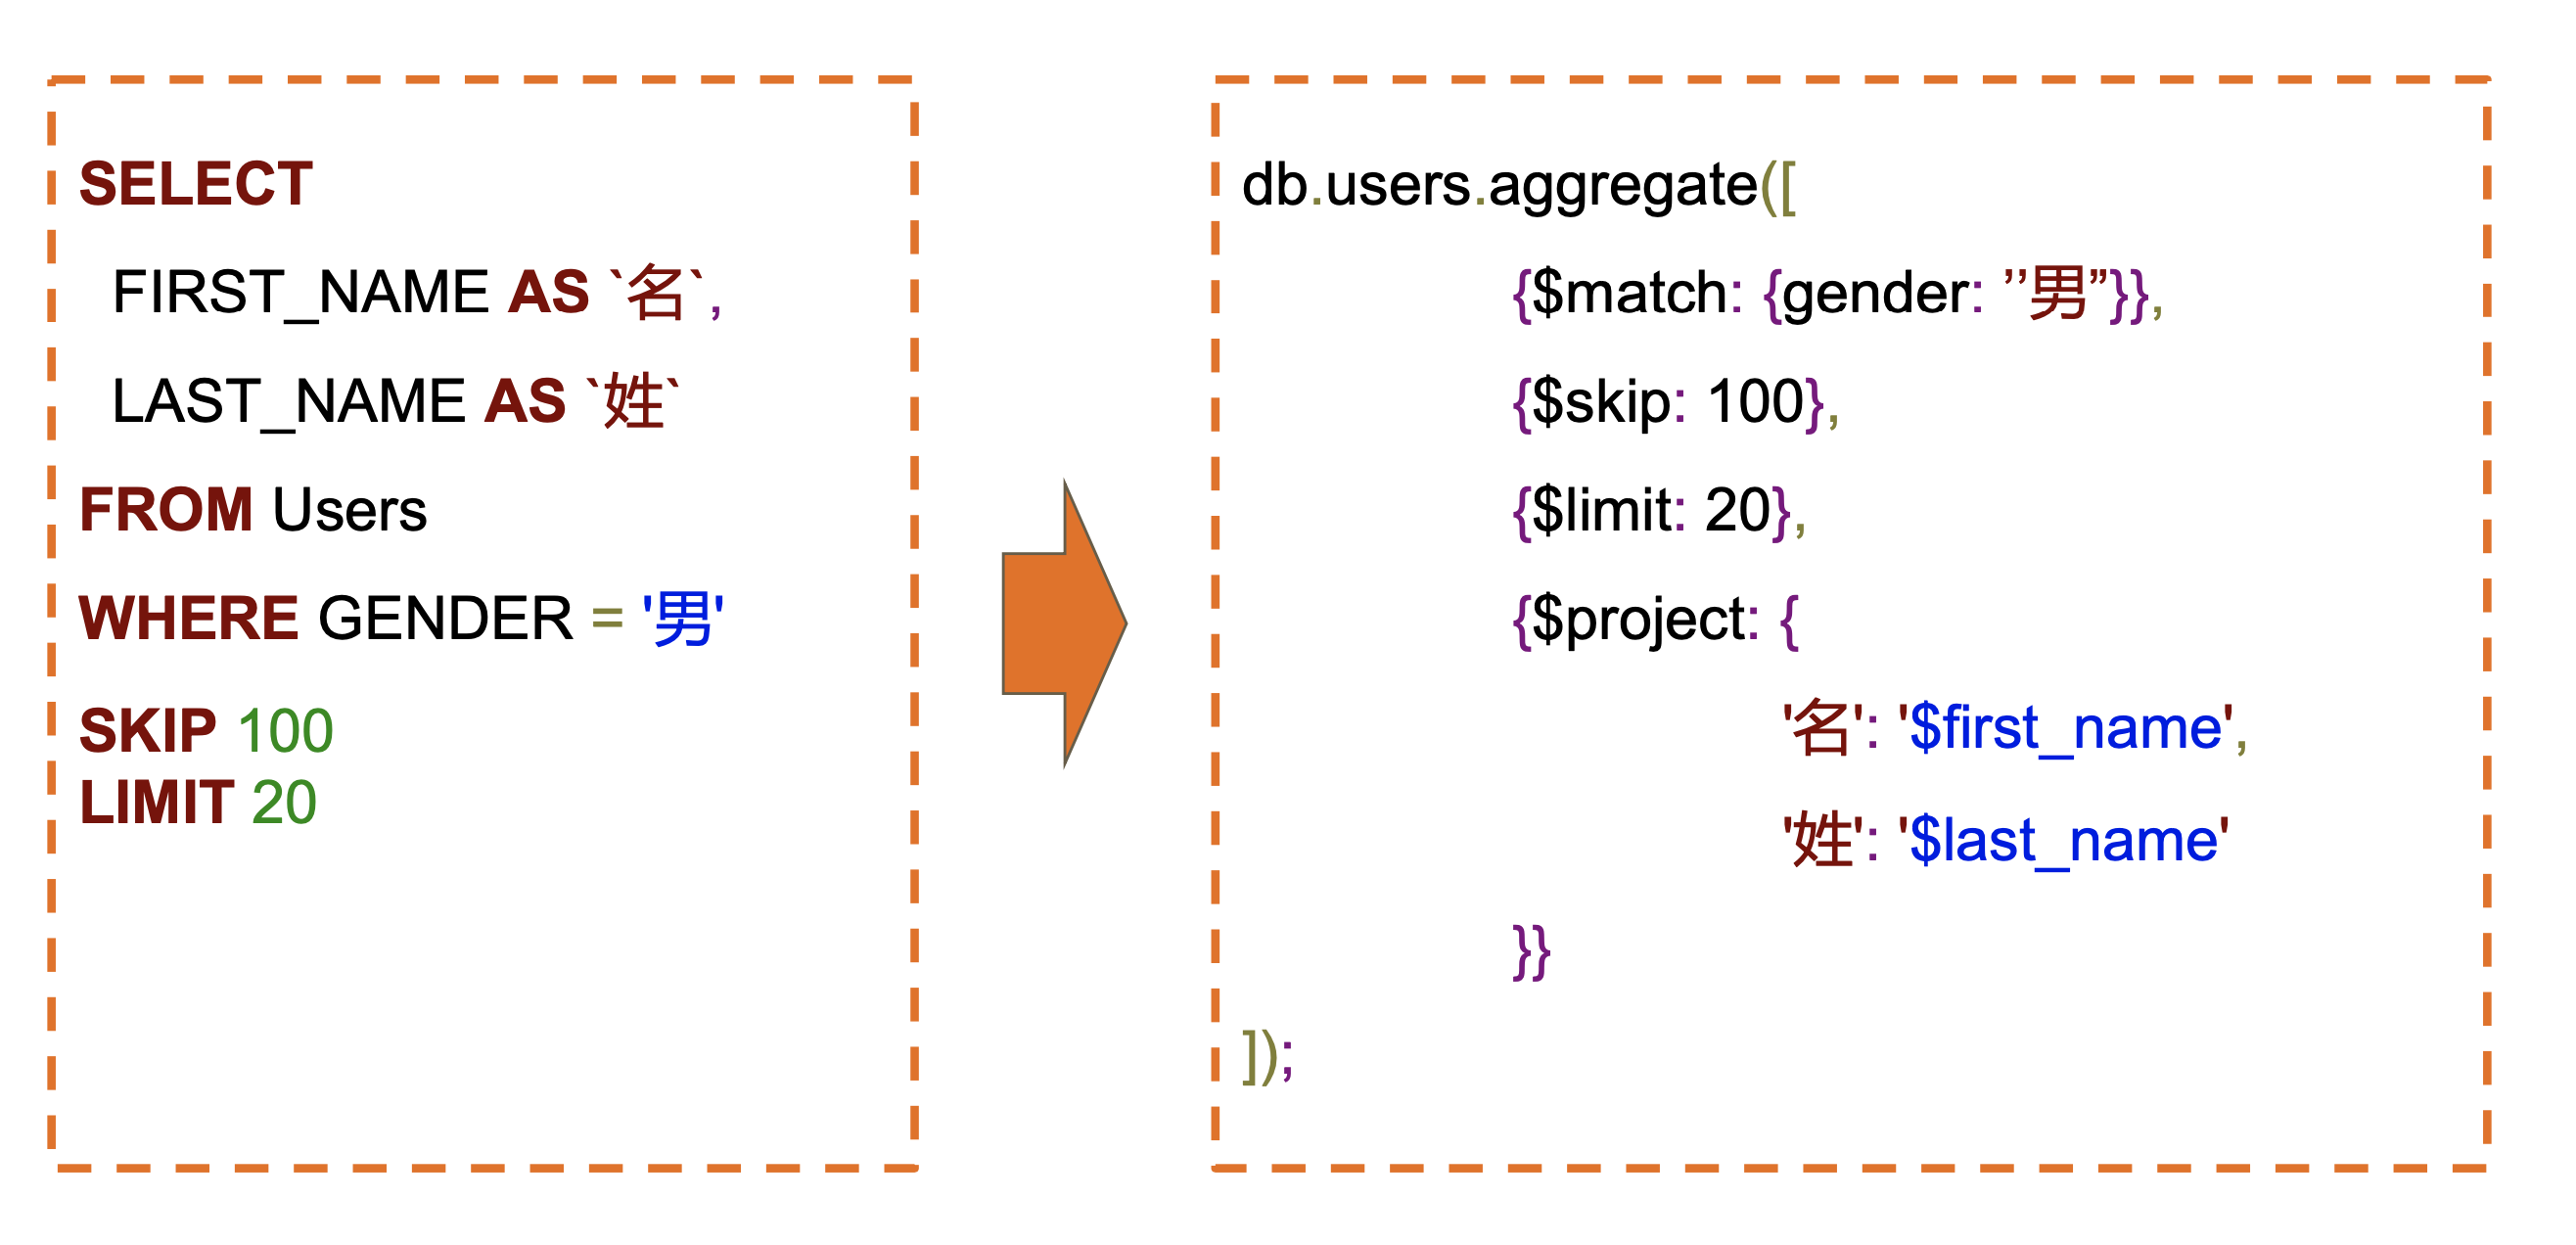 SELECT
FIRST_NAME AS `名`,
LAST_NAME AS `姓`
FROM Users
WHERE GENDER = '男'
SKIP 100
LIMIT 20
db.users.aggregate([
{$match: {gender: ’’男”}},
{$skip: 100},
{$limit: 20},
{$project: {
'名': '$first_name',
'姓': '$last_name'
}}
]);